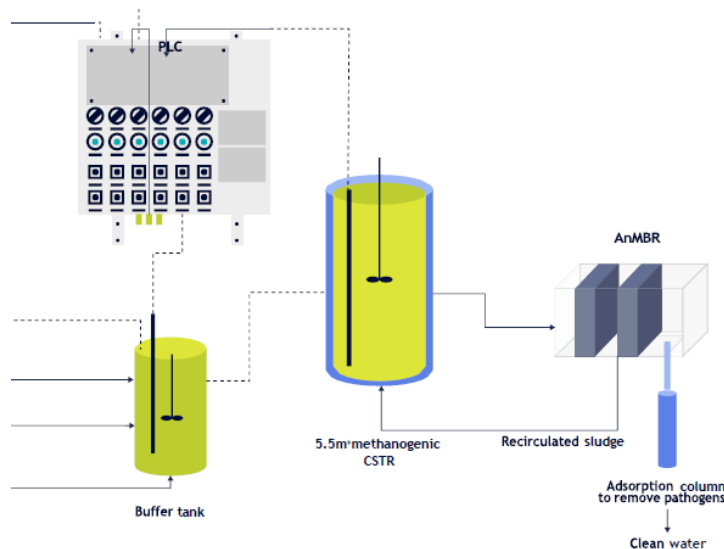 PLC
AnMBR
5.5m³methanogenic
CSTR
Recirculated sludge
Buffer tank
Adsorption column
to remove pathogens
Clean water